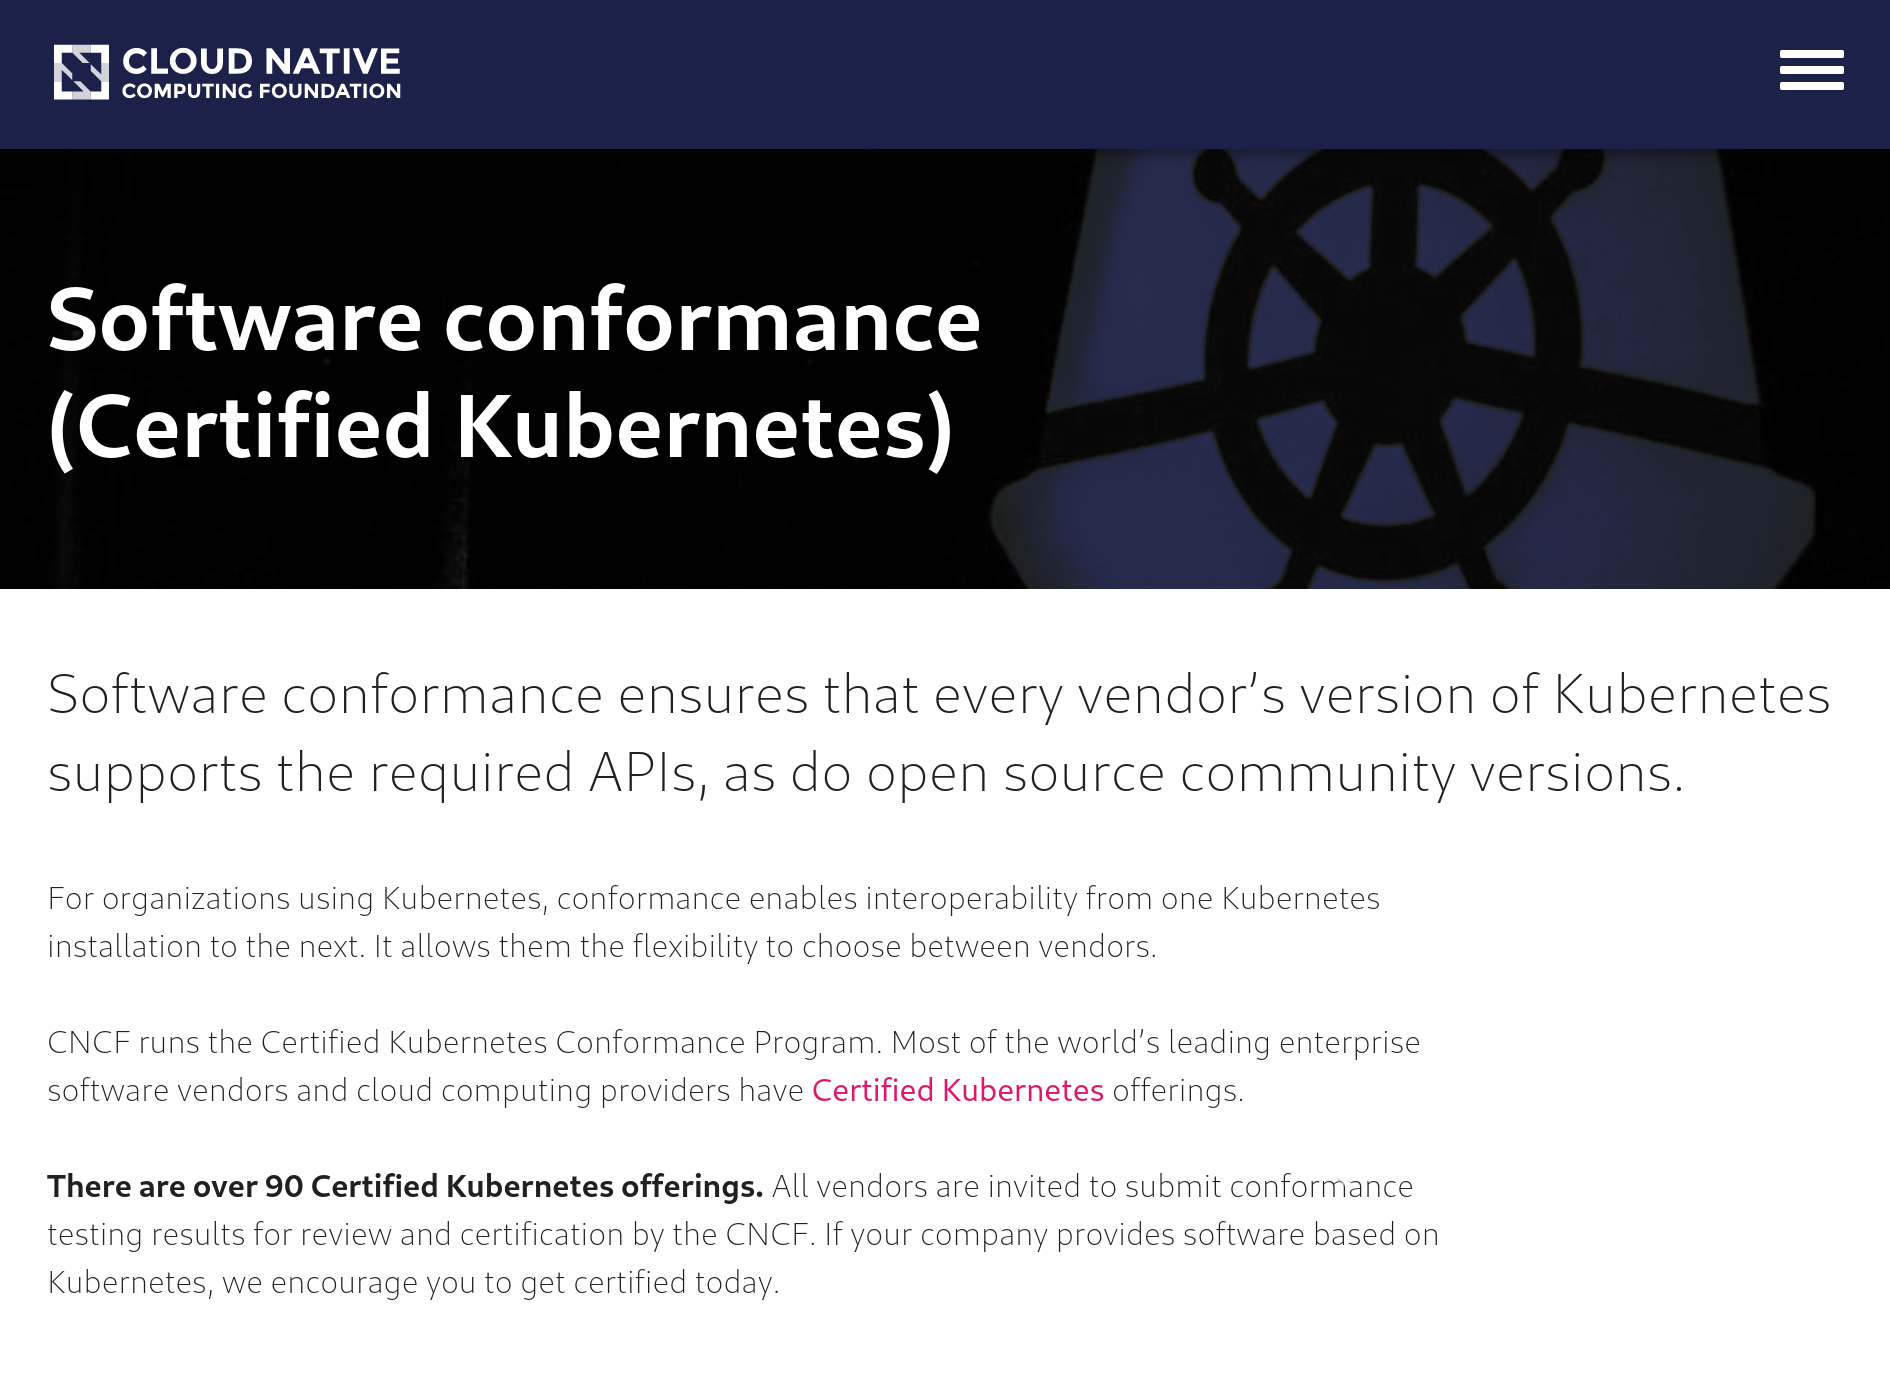 CLOUD NATIVE
COMPUTING FOUNDATION
Software conformance
(Certified Kubernetes)
Software conformance ensures that every vendor’s version of Kubernetes
supports the required APIs, as do open source community versions.
For organizations using Kubernetes, conformance enables interoperability from one Kubernetes
installation to the next. It allows them the flexibility to choose between vendors.
CNCF runs the Certified Kubernetes Conformance Program. Most of the world’s leading enterprise
software vendors and cloud computing providers have Certified Kubernetes offerings.
There are over 90 Certified Kubernetes offerings. All vendors are invited to submit conformance
testing results for review and certification by the CNCF. If your company provides software based on
Kubernetes, we encourage you to get certified today.